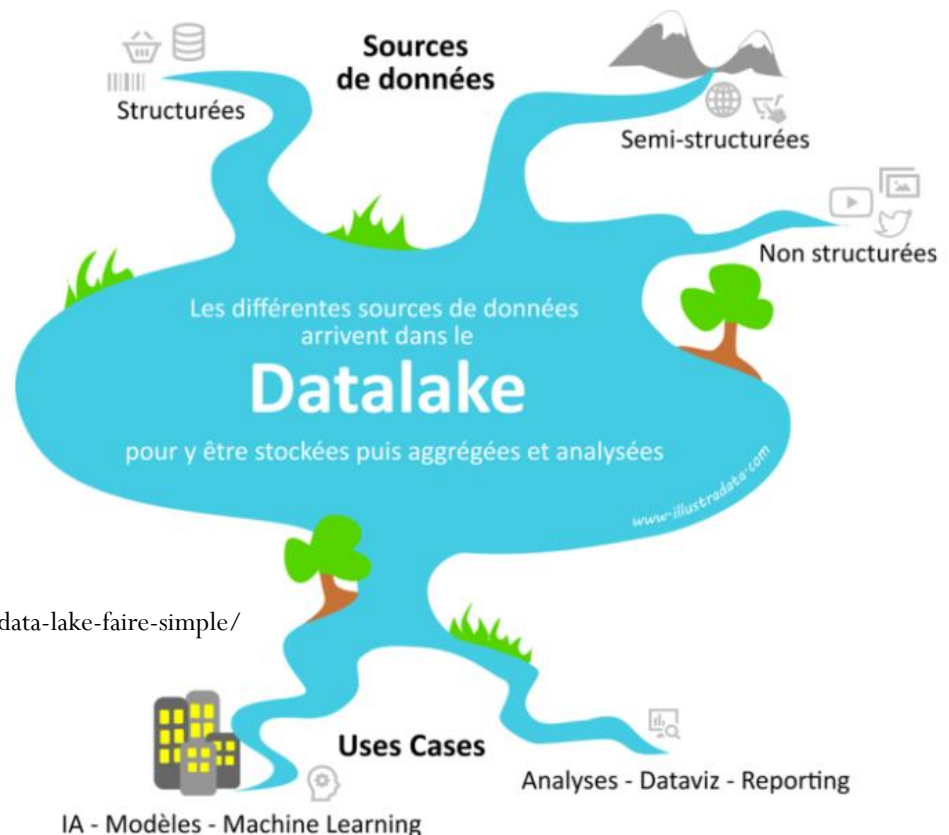 Sources
de données
Structurées
Semi-structurées
Non structurées
Les différentes sources de données
arrivent dans le
Datalake
pour y être stockées puis aggrégées et analysées
www.illustradata.com
data-lake-faire-simple/
Uses Cases
Analyses - Dataviz - Reporting
IA - Modèles - Machine Learning